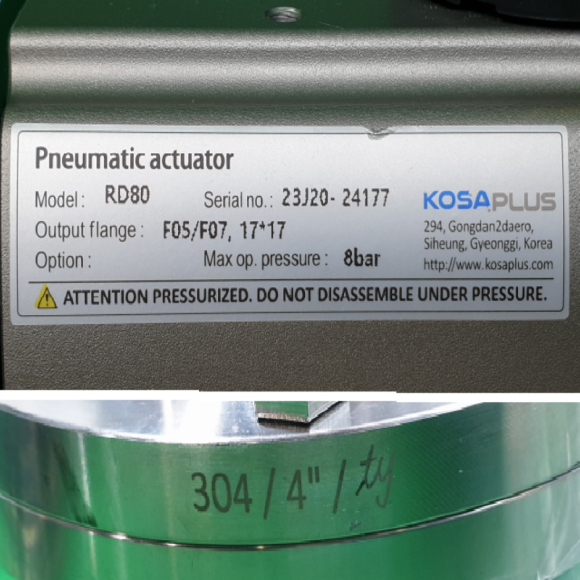 Pneumatic actuator
Model : RD80 Serial no. : 23J20- 24177
Output flange : F05/F07, 17*17
Option : Max op. pressure : 8bar
KOSAPLUS
294, Gongdan2daero,
Siheung, Gyeonggi, Korea
http://www.kosaplus.com
ATTENTION PRESSURIZED. DO NOT DISASSEMBLE UNDER PRESSURE.
304 / 4" / ty